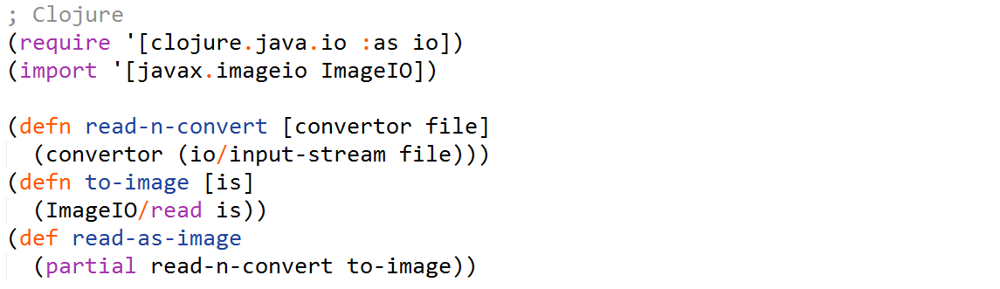 ; Clojure
(require '[clojure.java.io :as io])
(import '[javax.imageio ImageIO])

(defn read-n-convert [convertor file]
  (convertor (io/input-stream file)))
(defn to-image [is]
  (ImageIO/read is))
(def read-as-image
  (partial read-n-convert to-image))